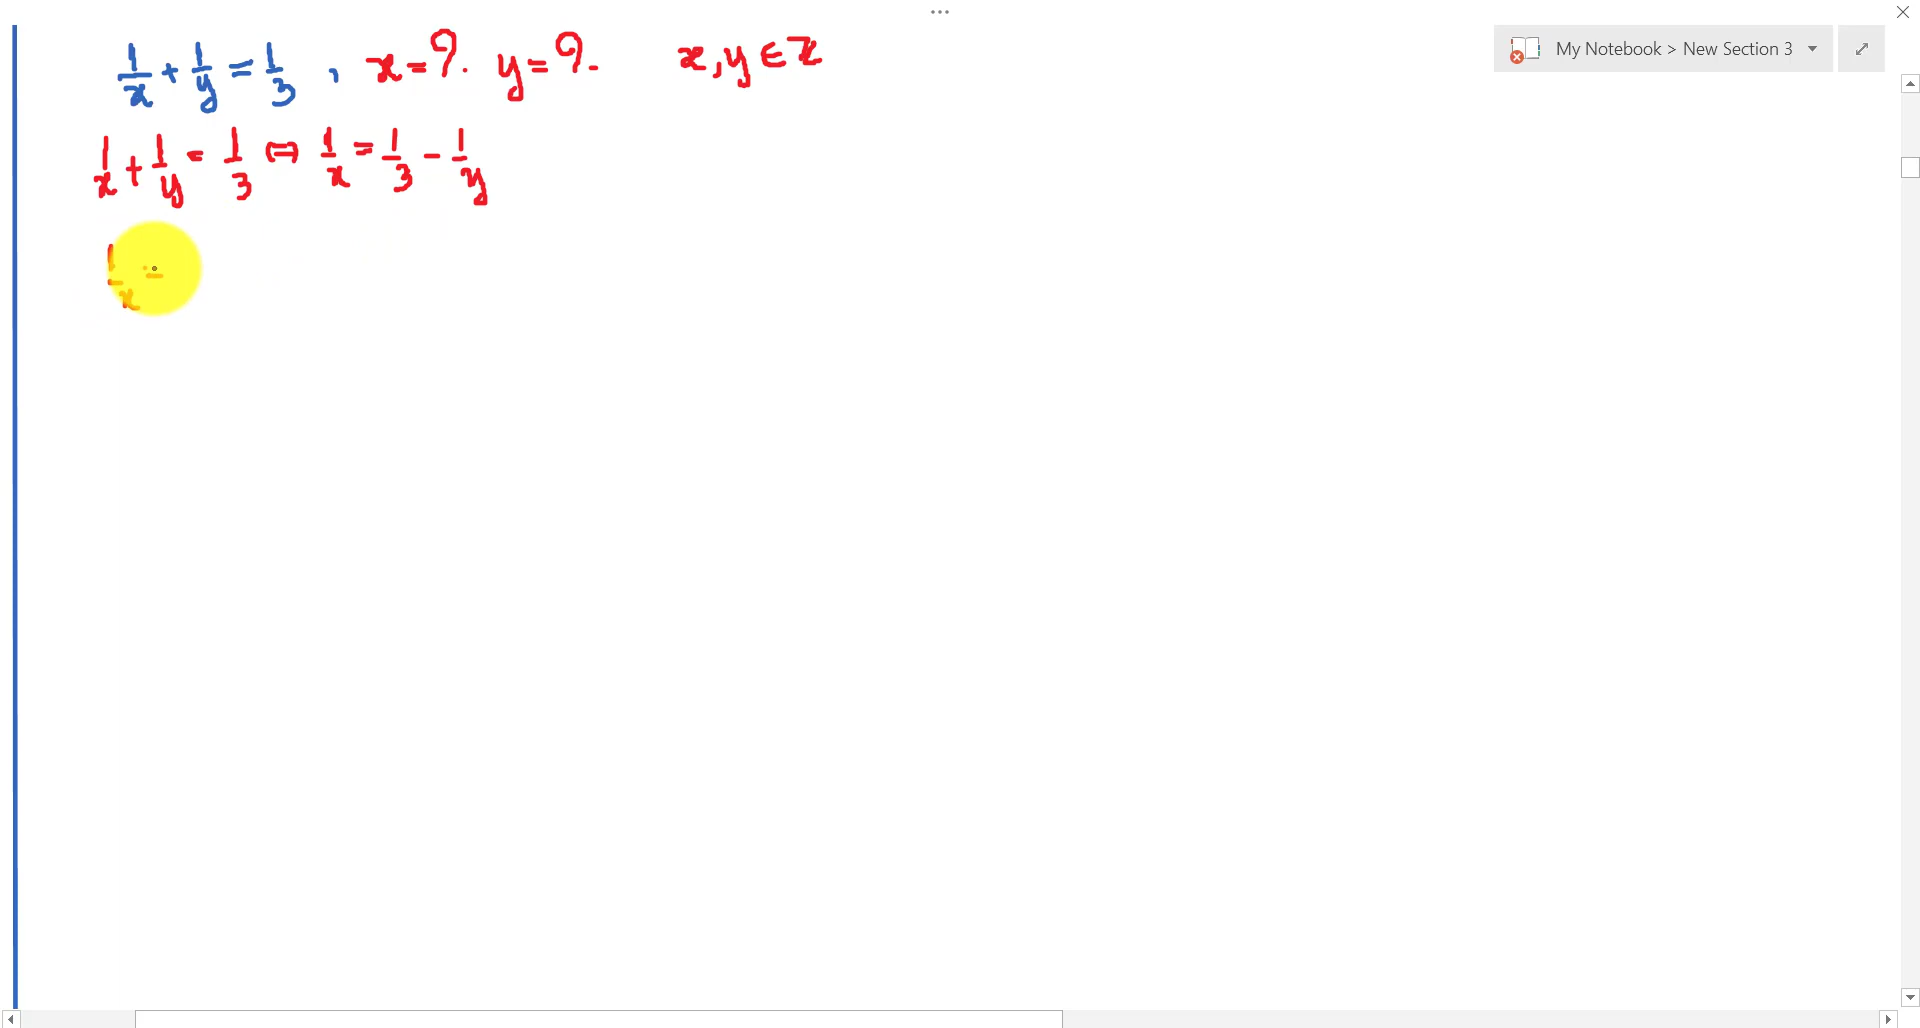 1/x + 1/y = 1/3 , x = ? . y = ? . x, y ∈ Z
My Notebook > New Section 3
1/x + 1/y = 1/3 ⇔ 1/x = 1/3 - 1/y
1/x =